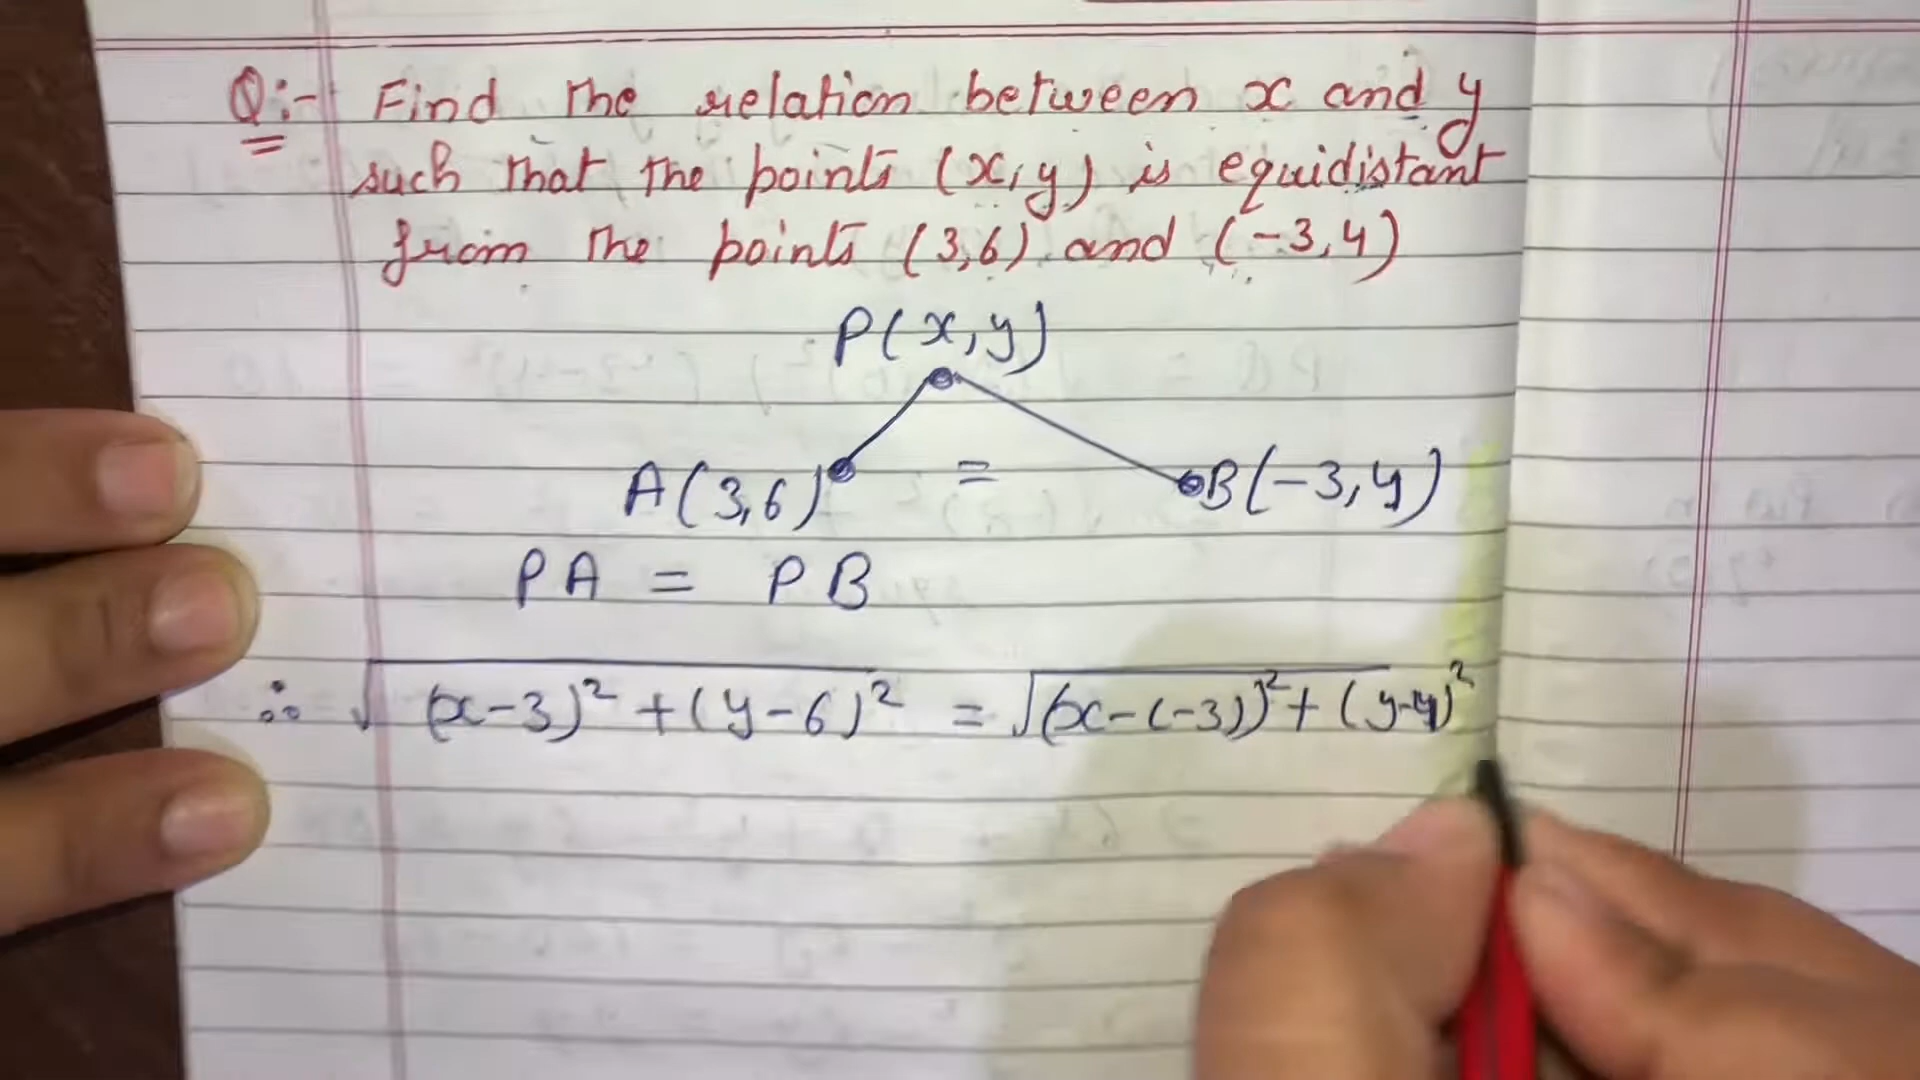 Q:- Find the relation between x and y
such that the points (x,y) is equidistant
from the points (3,6) and (-3,4)
P(x,y)
A(3,6) = B(-3,4)
PA = PB
∴ √(x-3)² + (y-6)² = √(x-(-3))² + (y-4)²